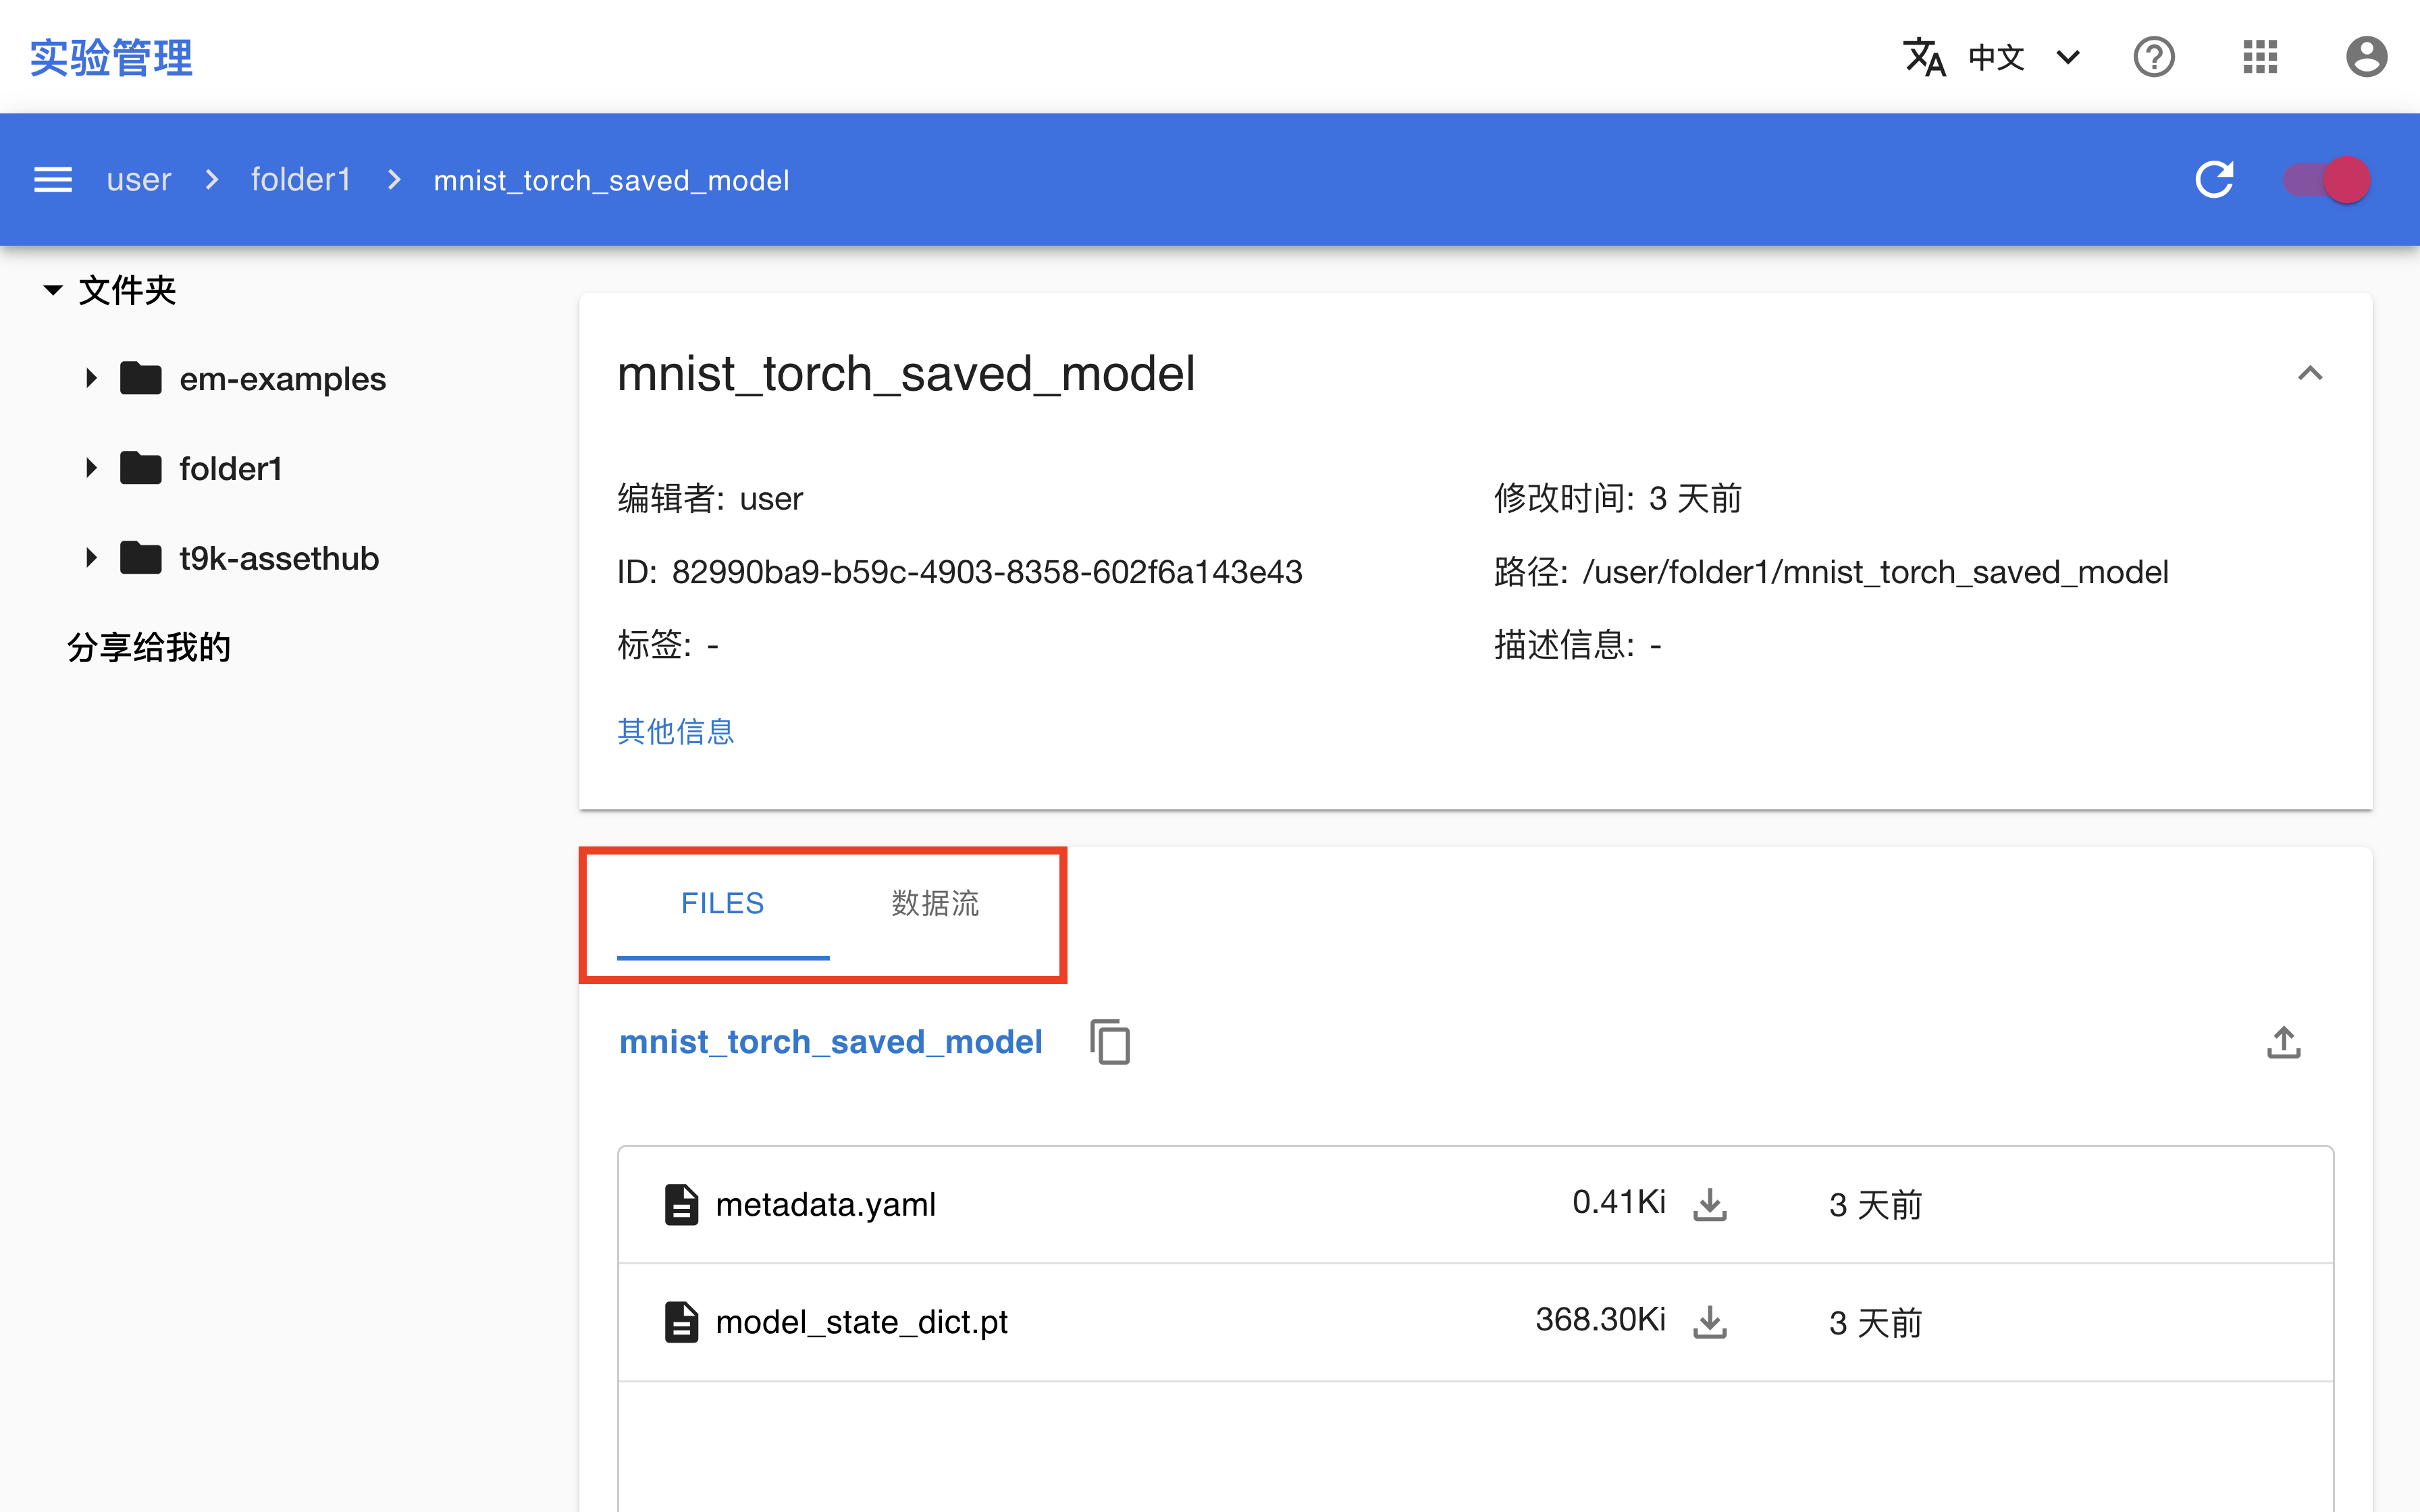 实验管理
中文
user > folder1 > mnist_torch_saved_model
文件夹
em-examples
folder1
t9k-assethub
分享给我的
mnist_torch_saved_model
编辑者: user
修改时间: 3 天前
ID: 82990ba9-b59c-4903-8358-602f6a143e43
路径: /user/folder1/mnist_torch_saved_model
标签: -
描述信息: -
其他信息
FILES 数据流
mnist_torch_saved_model
metadata.yaml 0.41Ki 3 天前
model_state_dict.pt 368.30Ki 3 天前